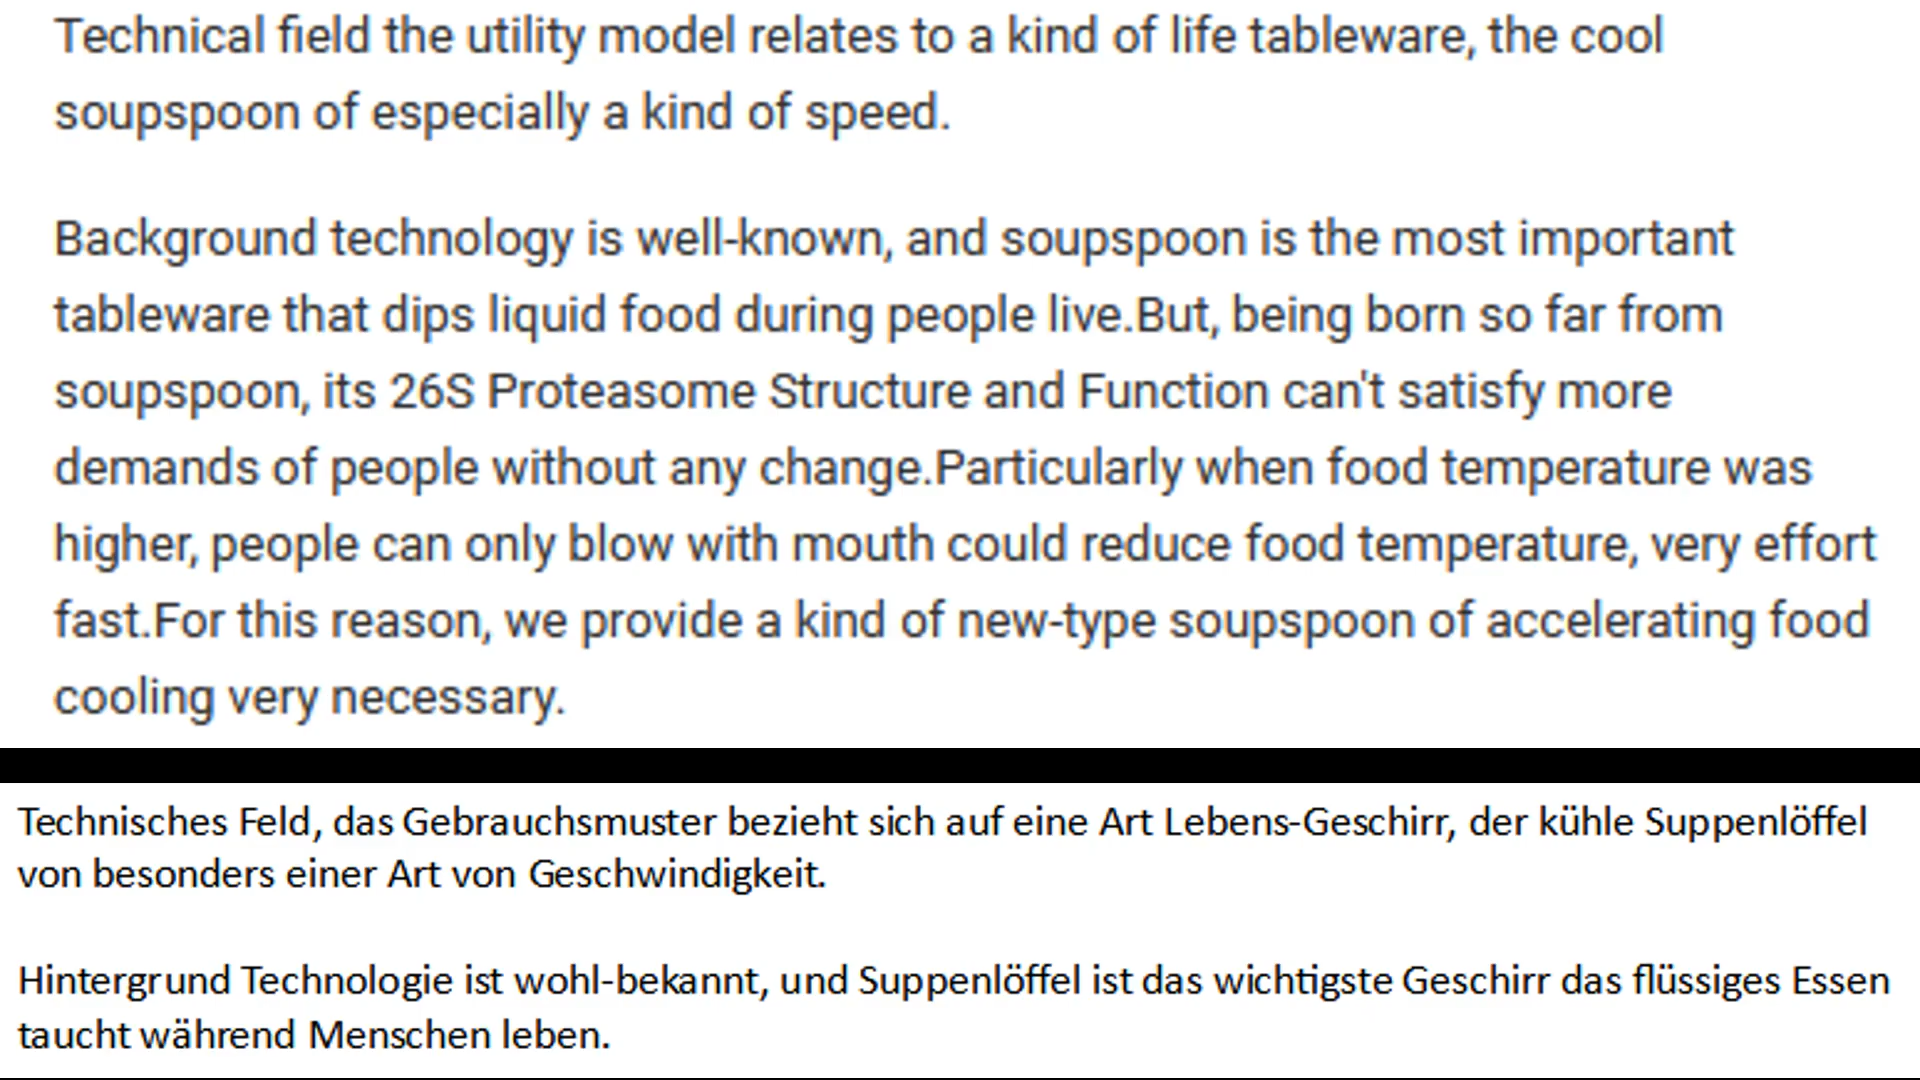 Technical field the utility model relates to a kind of life tableware, the cool
soupspoon of especially a kind of speed.
Background technology is well-known, and soupspoon is the most important
tableware that dips liquid food during people live.But, being born so far from
soupspoon, its 26S Proteasome Structure and Function can't satisfy more
demands of people without any change.Particularly when food temperature was
higher, people can only blow with mouth could reduce food temperature, very effort
fast.For this reason, we provide a kind of new-type soupspoon of accelerating food
cooling very necessary.
Technisches Feld, das Gebrauchsmuster bezieht sich auf eine Art Lebens-Geschirr, der kühle Suppenlöffel
von besonders einer Art von Geschwindigkeit.
Hintergrund Technologie ist wohl-bekannt, und Suppenlöffel ist das wichtigste Geschirr das flüssiges Essen
taucht während Menschen leben.